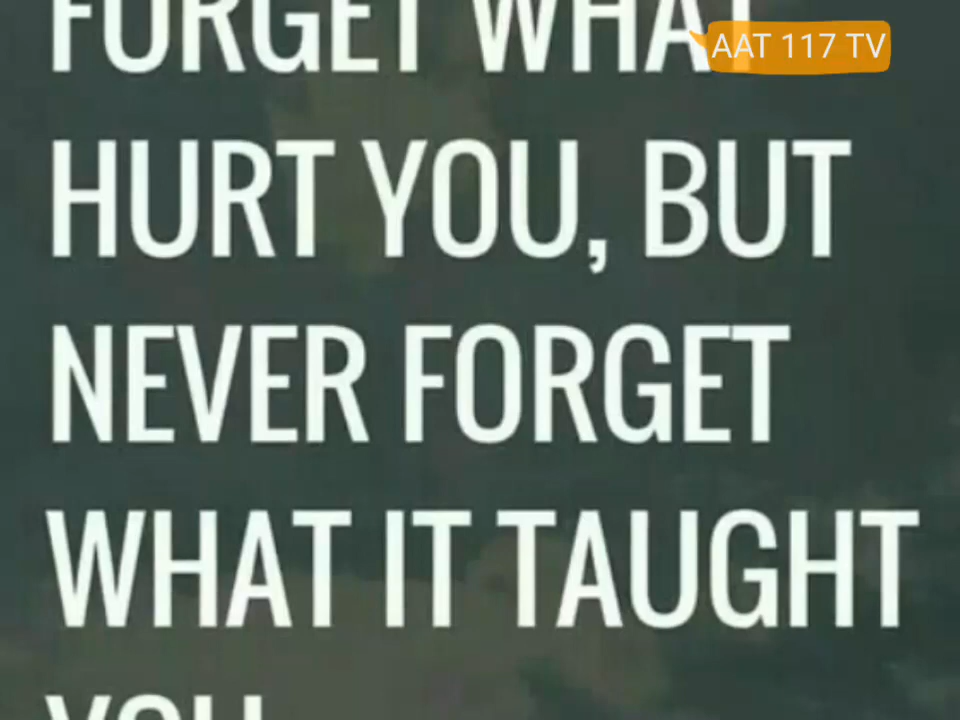 FORGET WHAT
AAT 117 TV
HURT YOU, BUT
NEVER FORGET
WHAT IT TAUGHT
YOU